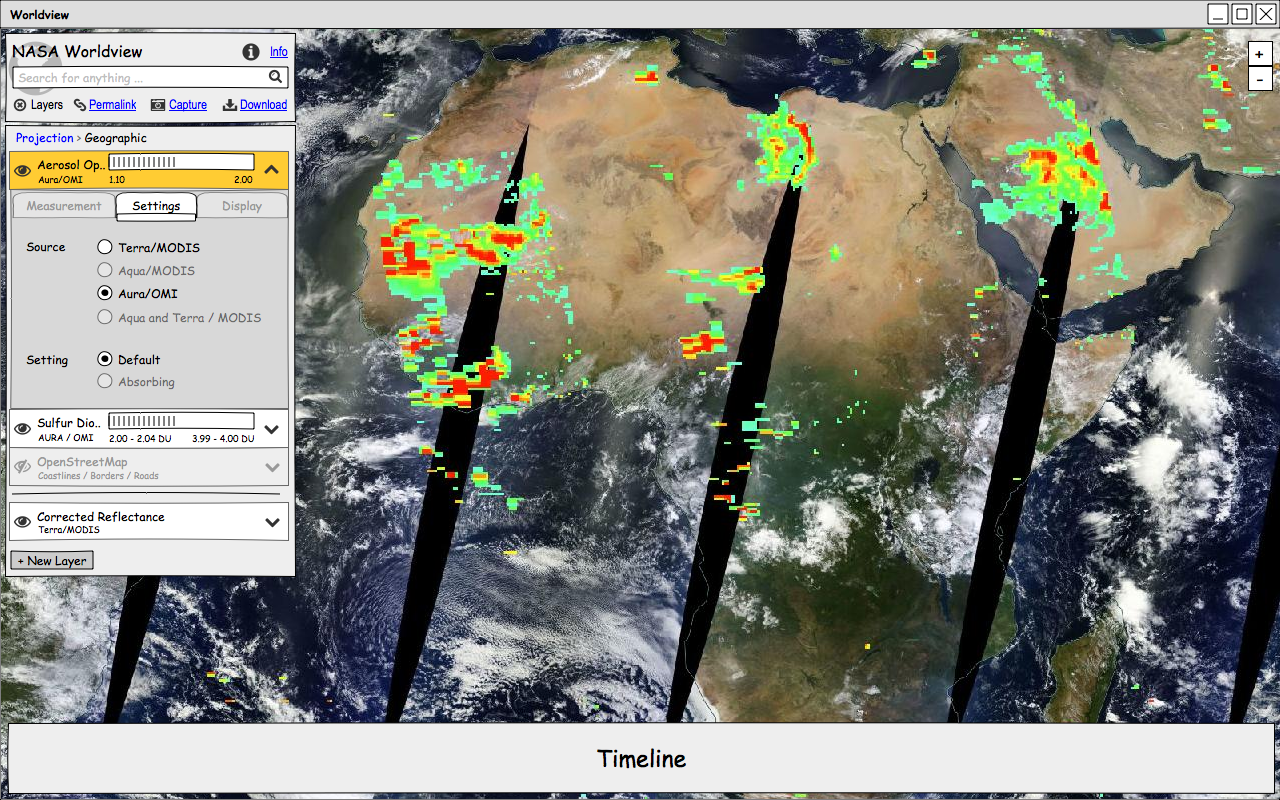 Worldview
NASA Worldview
Info
Search for anything ...
Layers Permalink Capture Download
Projection > Geographic
Aerosol Op..
Aura/OMI 1.10 2.00
Measurement Settings Display
Source
Terra/MODIS
Aqua/MODIS
Aura/OMI
Aqua and Terra / MODIS
Setting
Default
Absorbing
Sulfur Dio..
AURA / OMI 2.00 - 2.04 DU 3.99 - 4.00 DU
OpenStreetMap
Coastlines / Borders / Roads
Corrected Reflectance
Terra/MODIS
+ New Layer
+
-
Timeline